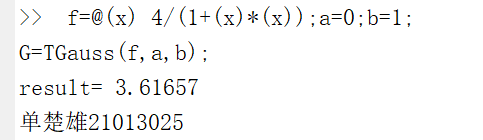 >>  f=@(x) 4/(1+(x)*(x));a=0;b=1;
G=TGauss(f,a,b);
result= 3.61657
单楚雄21013025